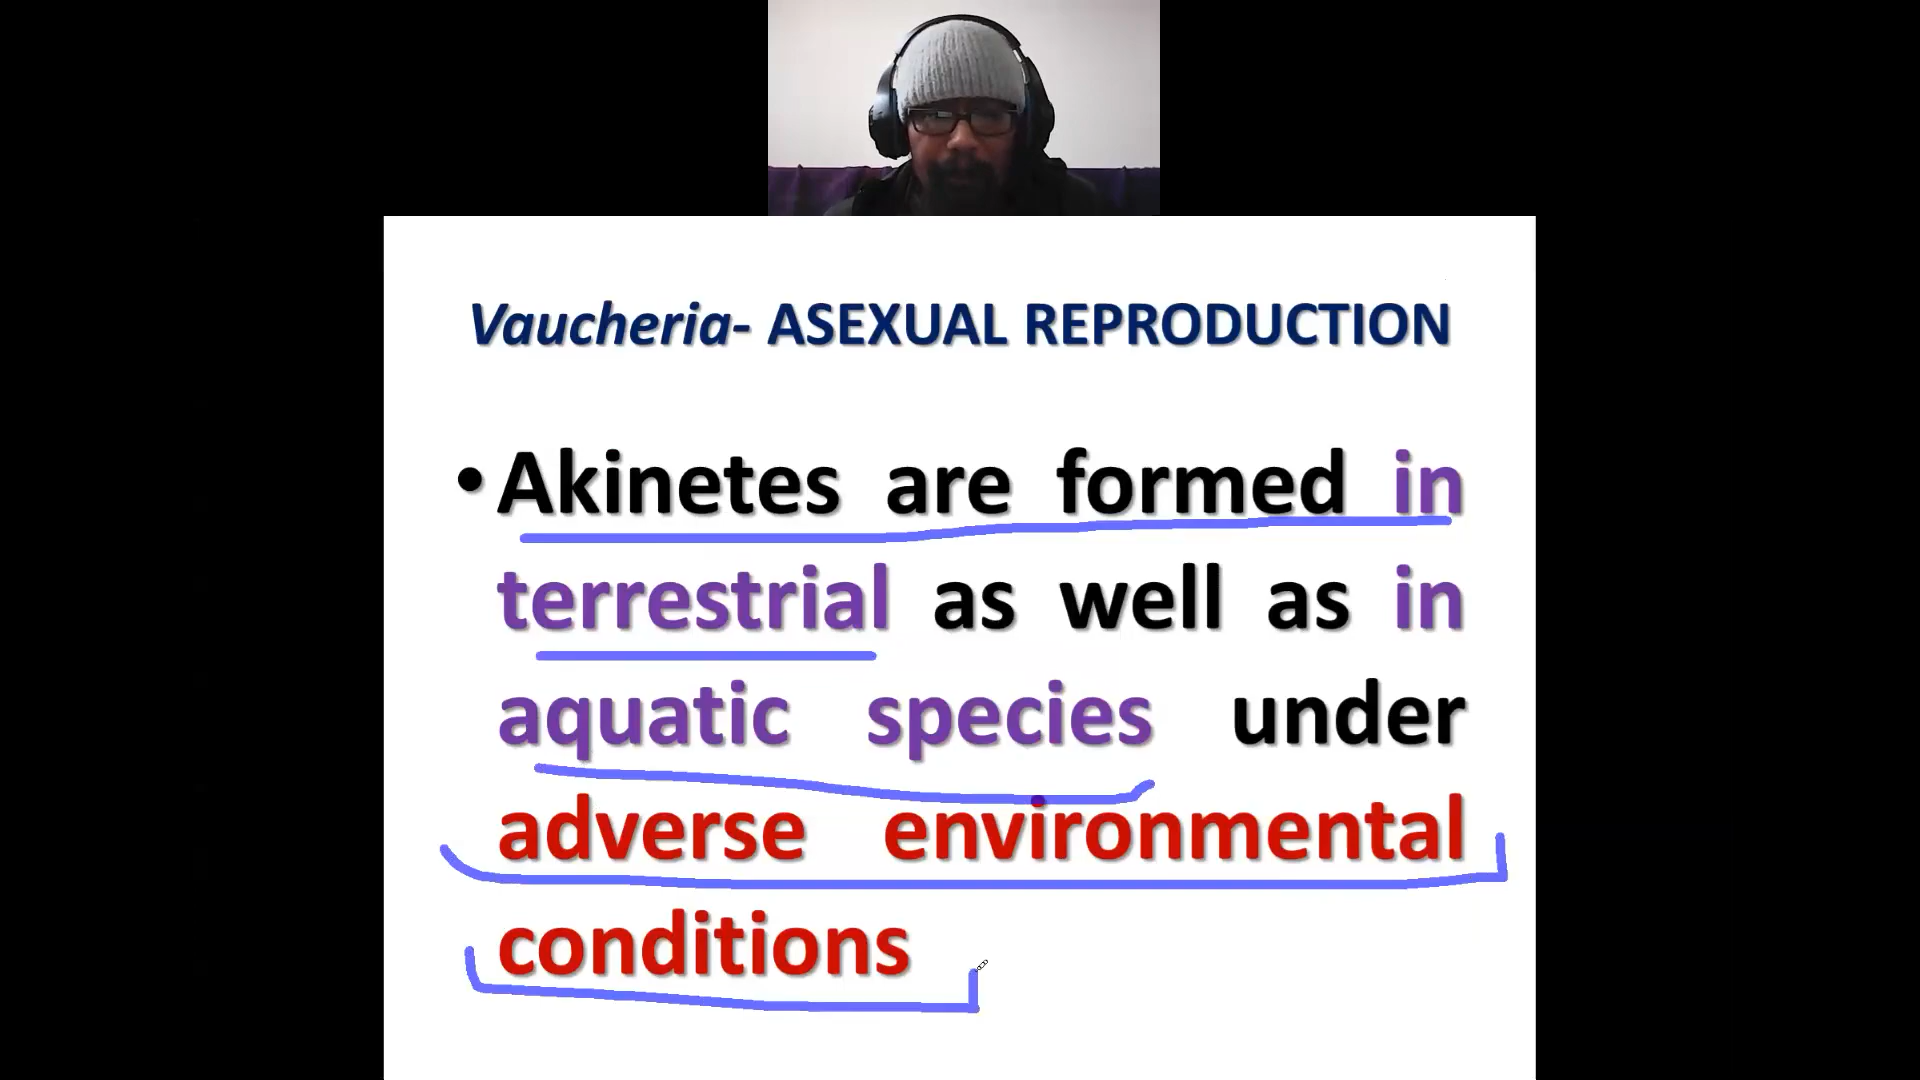 Vaucheria- ASEXUAL REPRODUCTION
• Akinetes are formed in
terrestrial as well as in
aquatic species under
adverse environmental
conditions